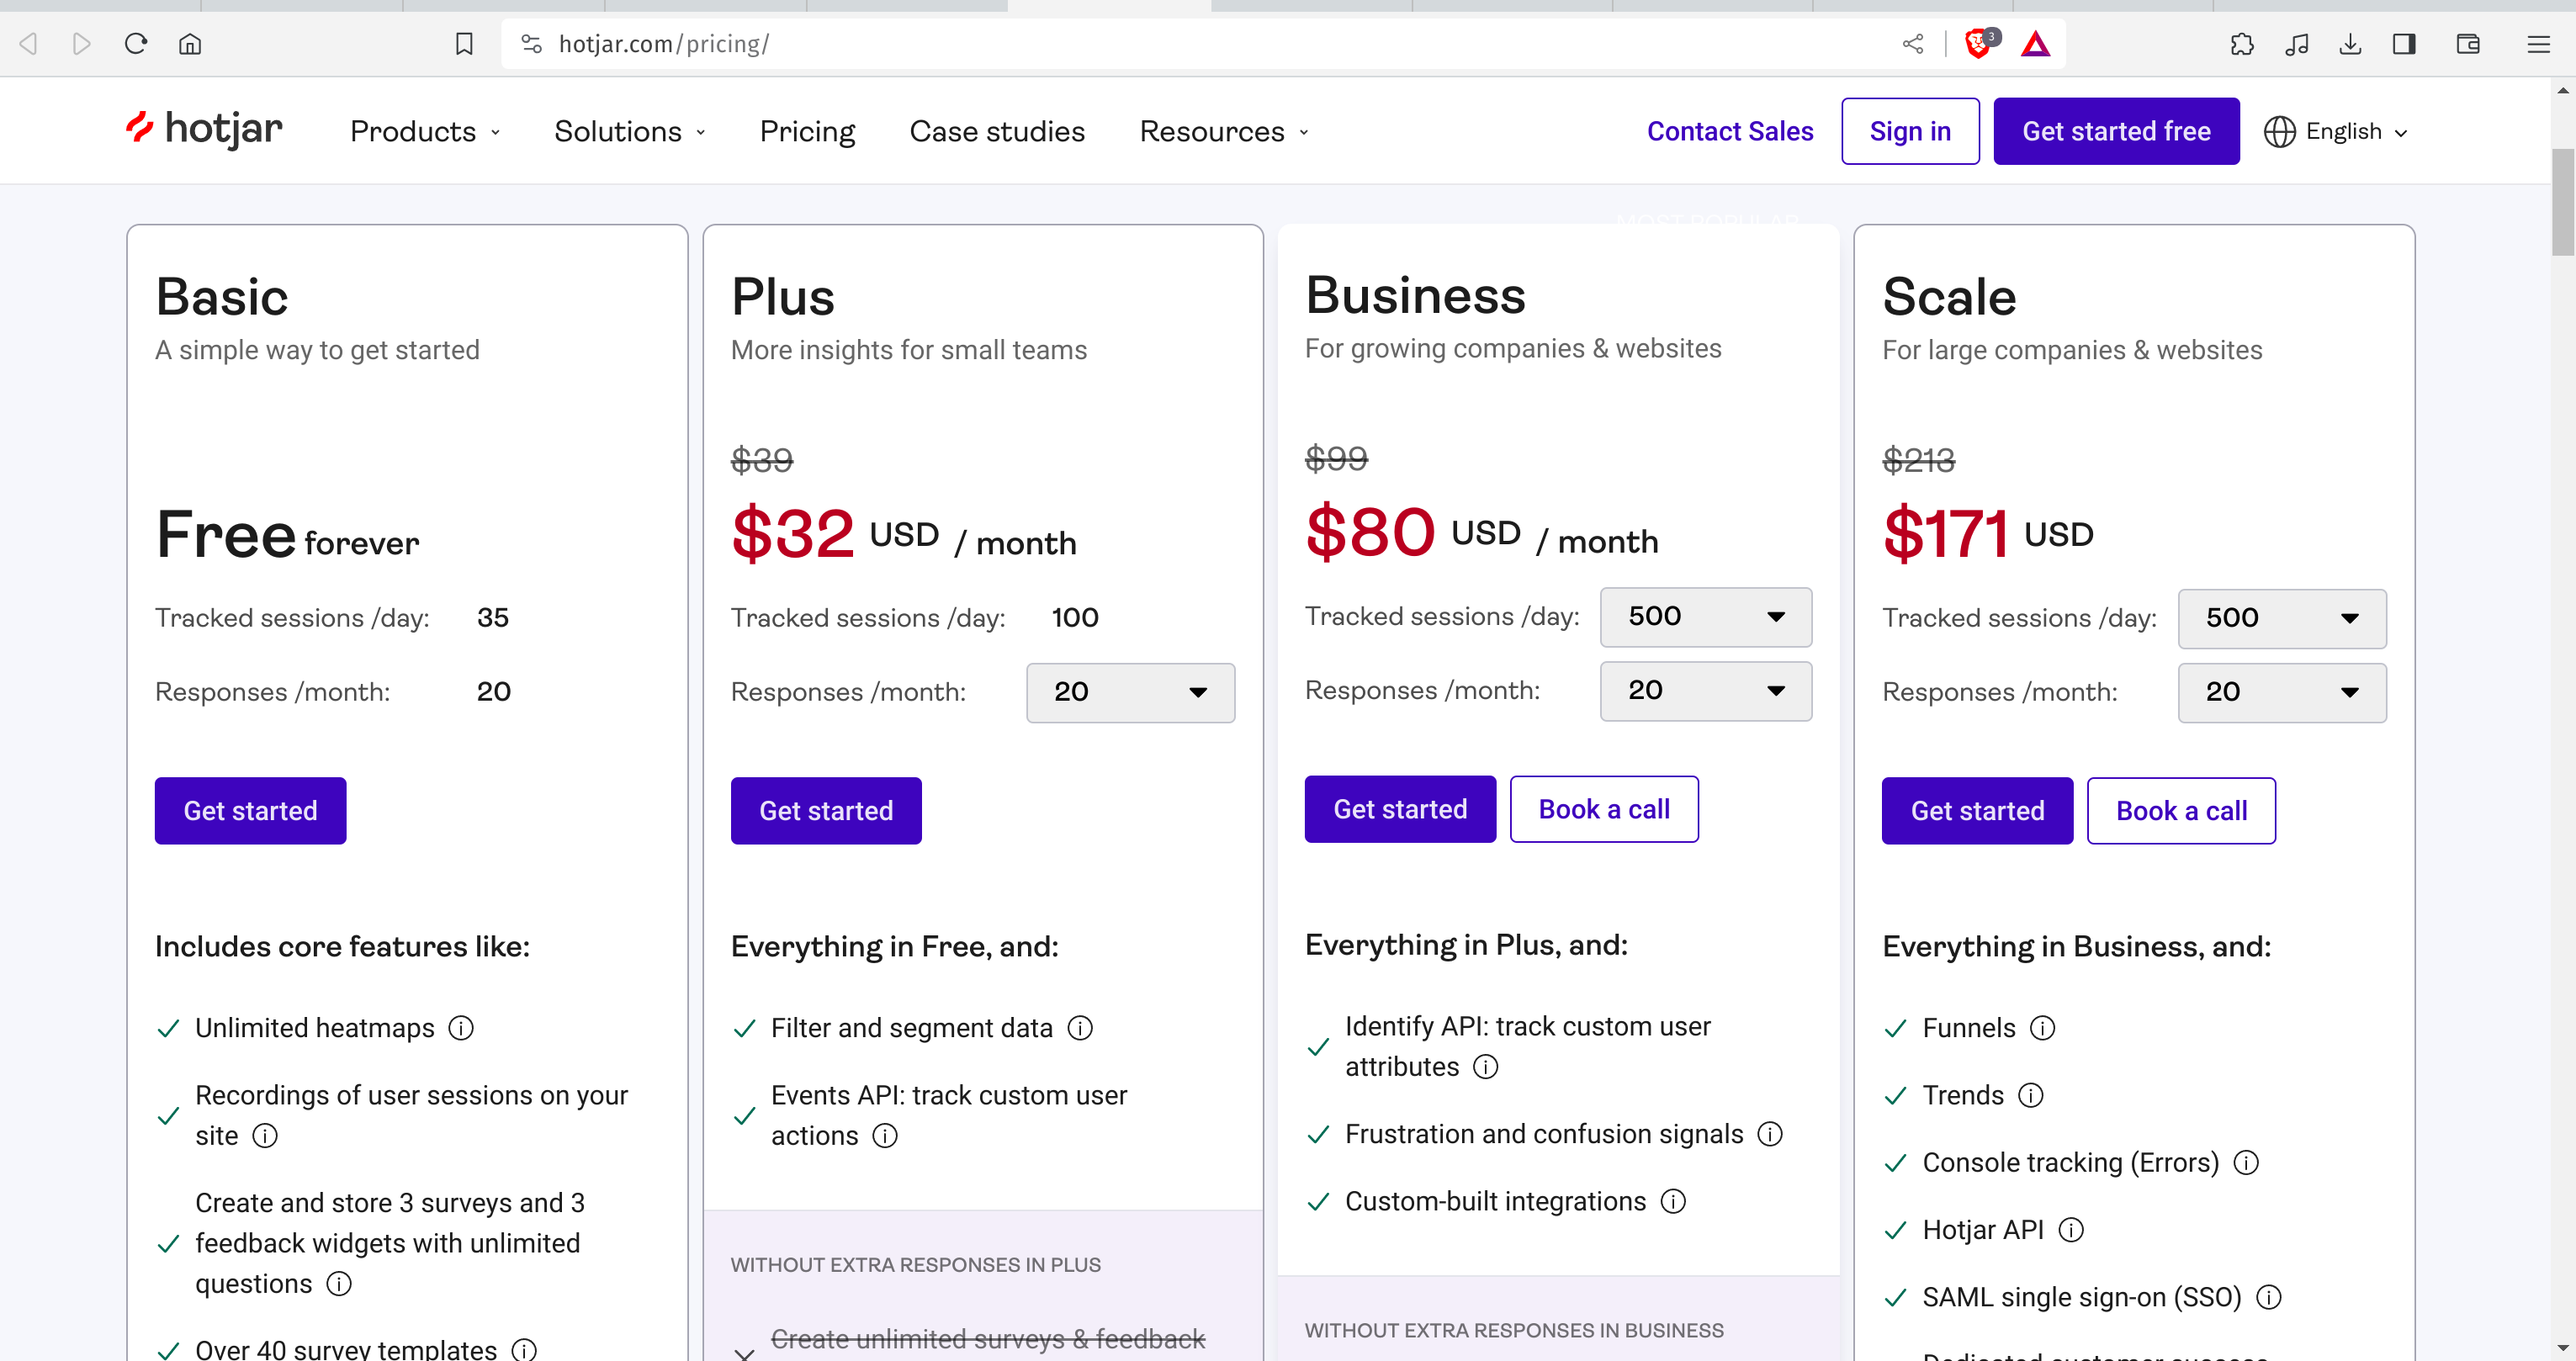 hotjar.com/pricing/
3
hotjar
Products
Solutions
Pricing
Case studies
Resources
Contact Sales
Sign in
Get started free
English
MOST POPULAR
Basic
A simple way to get started
Free forever
Tracked sessions /day: 35
Responses /month: 20
Get started
Includes core features like:
Unlimited heatmaps
Recordings of user sessions on your
site
Create and store 3 surveys and 3
feedback widgets with unlimited
questions
Over 40 survey templates
Plus
More insights for small teams
$39
$32 USD / month
Tracked sessions /day: 100
Responses /month: 20
Get started
Everything in Free, and:
Filter and segment data
Events API: track custom user
actions
WITHOUT EXTRA RESPONSES IN PLUS
Create unlimited surveys & feedback
Business
For growing companies & websites
$99
$80 USD / month
Tracked sessions /day: 500
Responses /month: 20
Get started
Book a call
Everything in Plus, and:
Identify API: track custom user
attributes
Frustration and confusion signals
Custom-built integrations
WITHOUT EXTRA RESPONSES IN BUSINESS
Scale
For large companies & websites
$213
$171 USD
Tracked sessions /day: 500
Responses /month: 20
Get started
Book a call
Everything in Business, and:
Funnels
Trends
Console tracking (Errors)
Hotjar API
SAML single sign-on (SSO)
Dedicated customer success